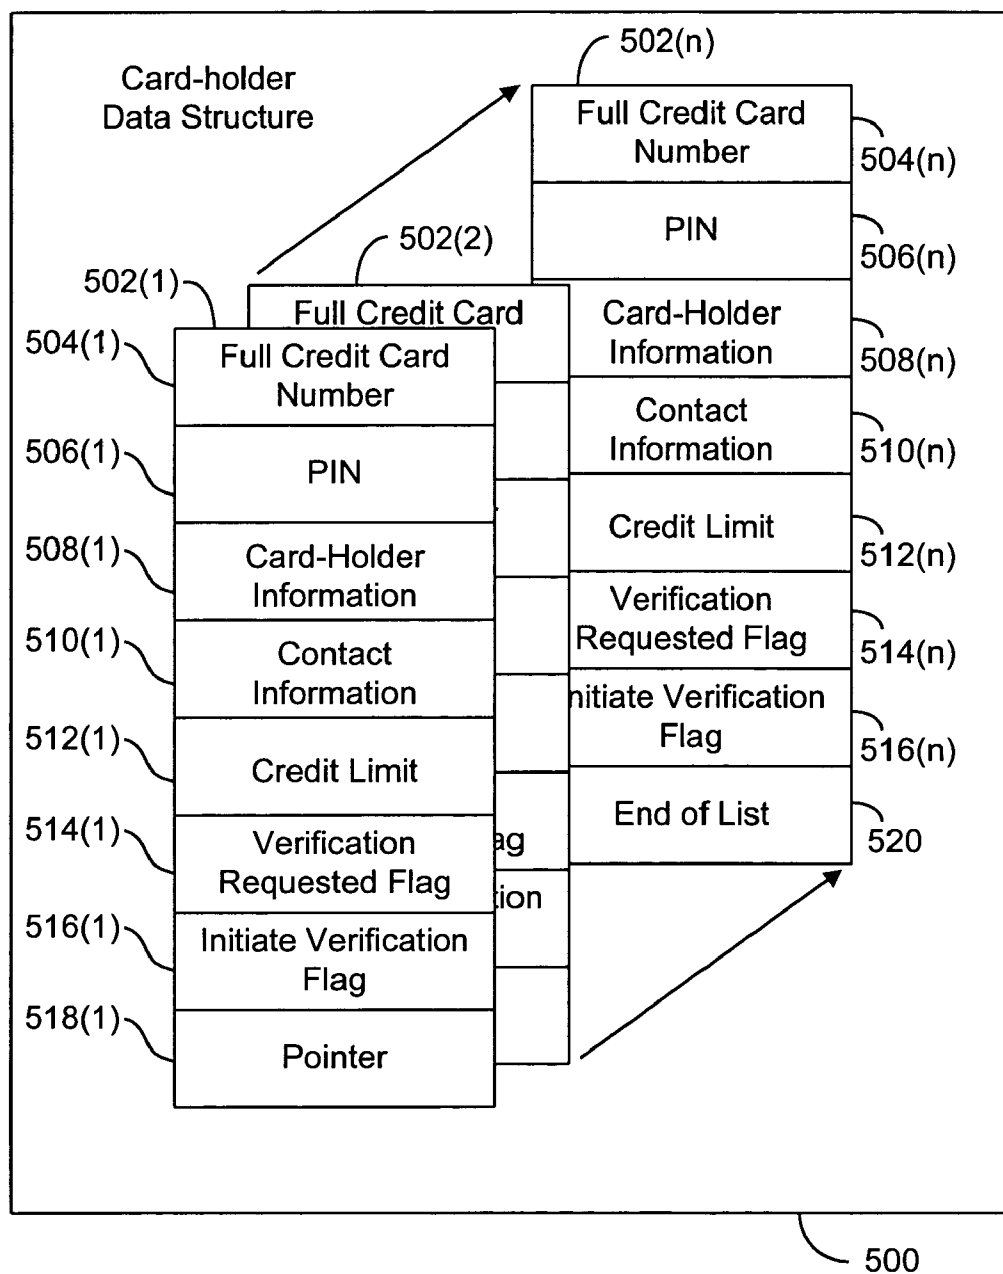 Card-holder
Data Structure
502(n)
Full Credit Card
Number
504(n)
PIN
506(n)
Card-Holder
Information
508(n)
Contact
Information
510(n)
Credit Limit
512(n)
Verification
Requested Flag
514(n)
nitiate Verification
Flag
516(n)
End of List
520
502(2)
Full Credit Card
ag
tion
502(1)
504(1)
Full Credit Card
Number
506(1)
PIN
508(1)
Card-Holder
Information
510(1)
Contact
Information
512(1)
Credit Limit
514(1)
Verification
Requested Flag
516(1)
Initiate Verification
Flag
518(1)
Pointer
500